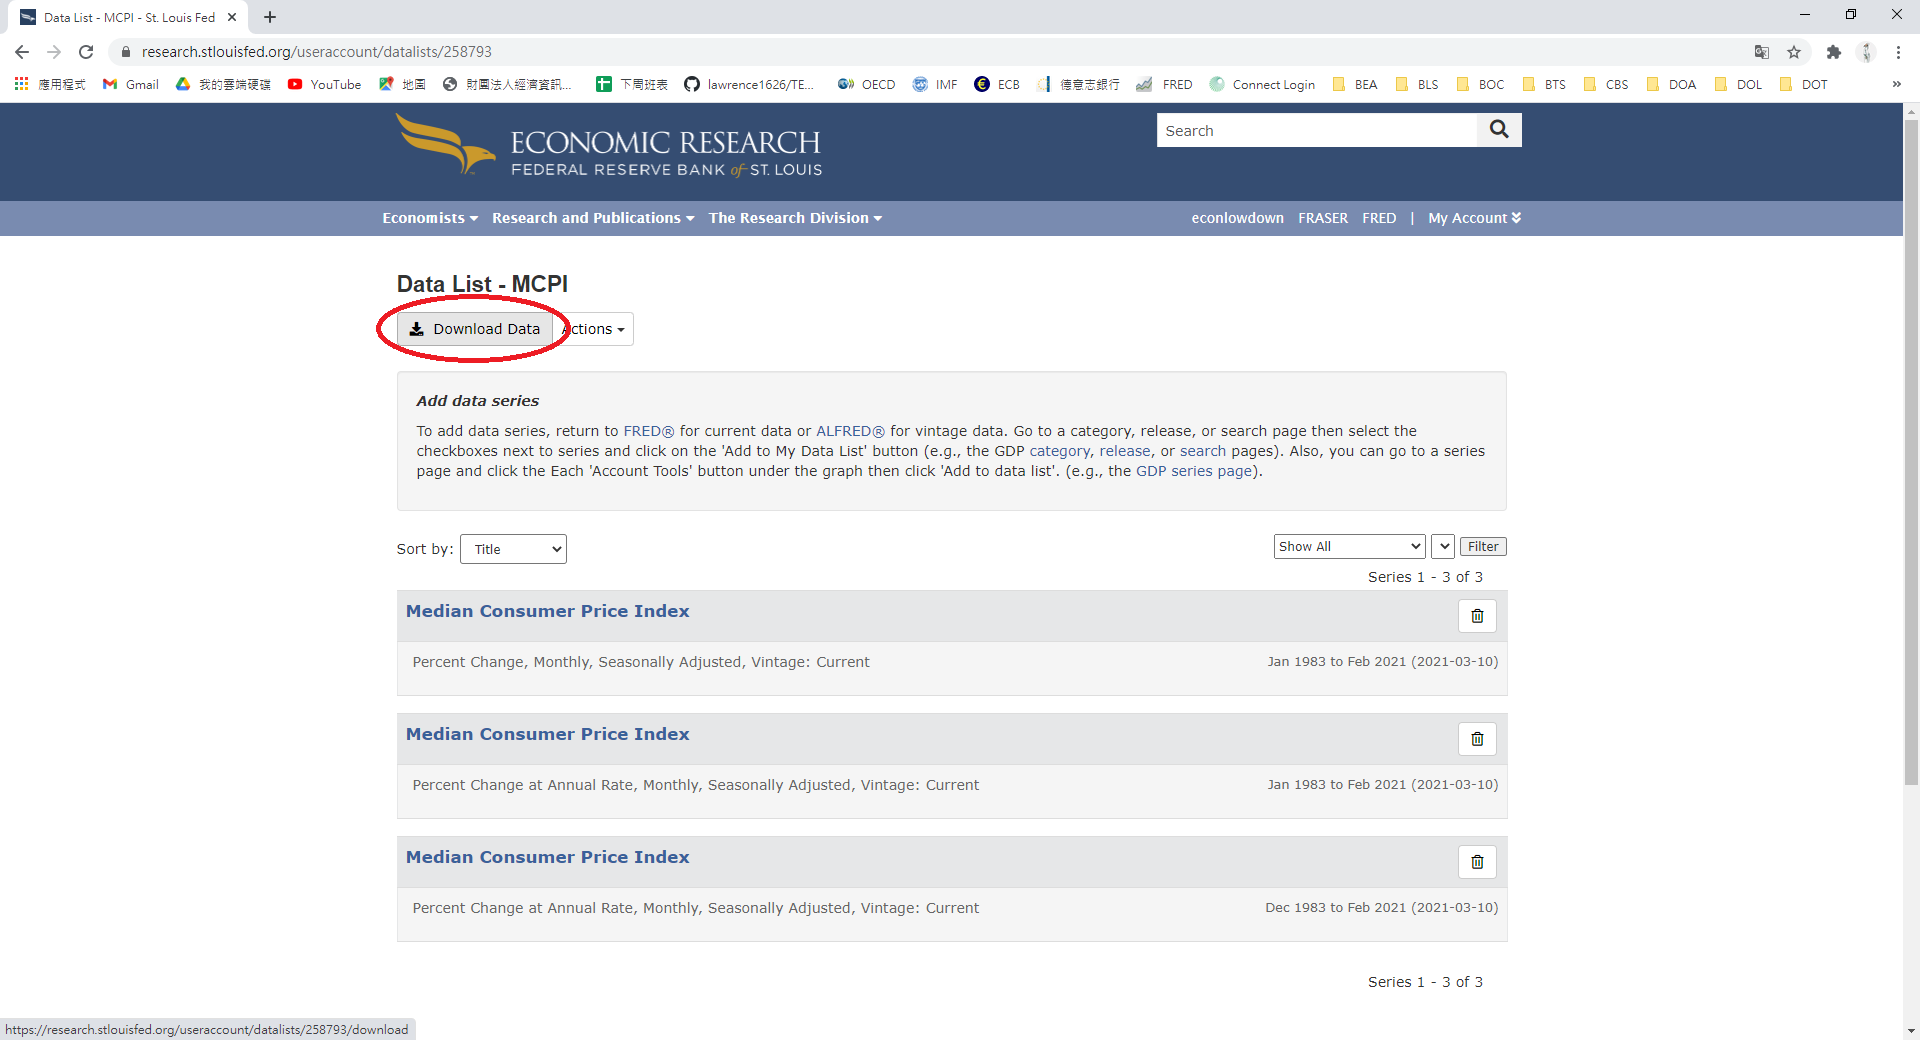 Data List - MCPI - St. Louis Fed
research.stlouisfed.org/useraccount/datalists/258793
應用程式 Gmail 我的雲端硬碟 YouTube 地圖 財團法人經濟資訊... 下周班表 lawrence1626/TE... OECD IMF ECB 德意志銀行 FRED Connect Login BEA BLS BOC BTS CBS DOA DOL DOT »
ECONOMIC RESEARCH
FEDERAL RESERVE BANK of ST. LOUIS
Search
Economists Research and Publications The Research Division econlowdown FRASER FRED | My Account
Data List - MCPI
Download Data Actions
Add data series
To add data series, return to FRED® for current data or ALFRED® for vintage data. Go to a category, release, or search page then select the
checkboxes next to series and click on the 'Add to My Data List' button (e.g., the GDP category, release, or search pages). Also, you can go to a series
page and click the Each 'Account Tools' button under the graph then click 'Add to data list'. (e.g., the GDP series page).
Sort by: Title Show All Filter
Series 1 - 3 of 3
Median Consumer Price Index
Percent Change, Monthly, Seasonally Adjusted, Vintage: Current Jan 1983 to Feb 2021 (2021-03-10)
Median Consumer Price Index
Percent Change at Annual Rate, Monthly, Seasonally Adjusted, Vintage: Current Jan 1983 to Feb 2021 (2021-03-10)
Median Consumer Price Index
Percent Change at Annual Rate, Monthly, Seasonally Adjusted, Vintage: Current Dec 1983 to Feb 2021 (2021-03-10)
Series 1 - 3 of 3
https://research.stlouisfed.org/useraccount/datalists/258793/download